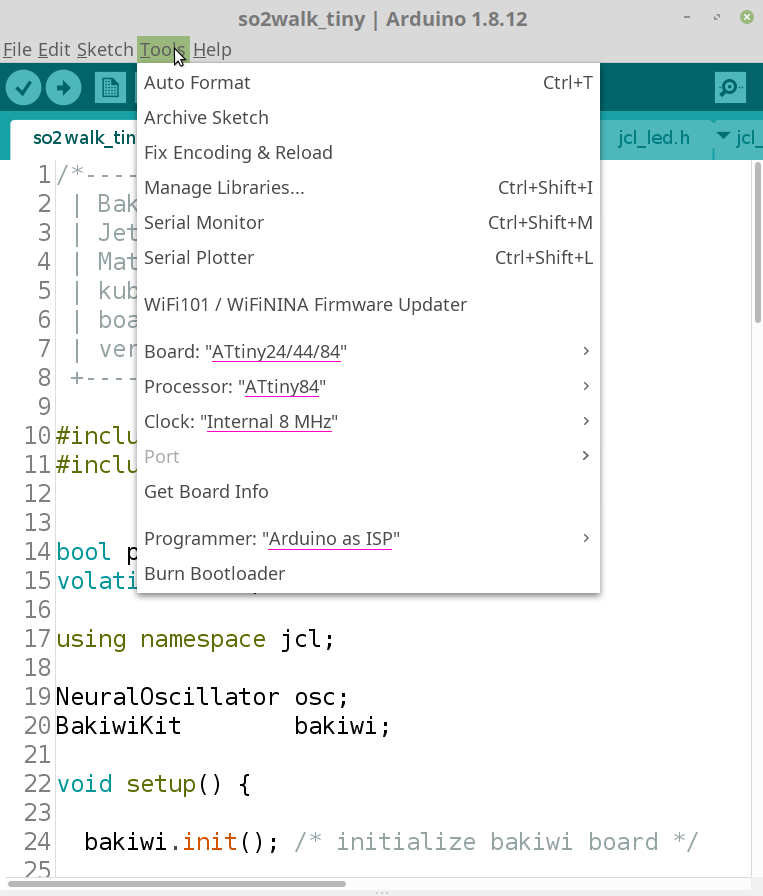 so2walk_tiny | Arduino 1.8.12
File Edit Sketch Tools Help
Auto Format Ctrl+T
Archive Sketch
Fix Encoding & Reload
Manage Libraries... Ctrl+Shift+I
Serial Monitor Ctrl+Shift+M
Serial Plotter Ctrl+Shift+L
WiFi101 / WiFiNINA Firmware Updater
Board: "ATtiny24/44/84"
Processor: "ATtiny84"
Clock: "Internal 8 MHz"
Port
Get Board Info
Programmer: "Arduino as ISP"
Burn Bootloader
so2walk_tin jcl_led.h jcl_
1 /*----
2 | Bak
3 | Jet
4 | Mat
5 | kub
6 | boa
7 | ver
8 +----
9
10 #inclu
11 #inclu
12
13
14 bool p
15 volati
16
17 using namespace jcl;
18
19 NeuralOscillator osc;
20 BakiwiKit bakiwi;
21
22 void setup() {
23
24 bakiwi.init(); /* initialize bakiwi board */
25